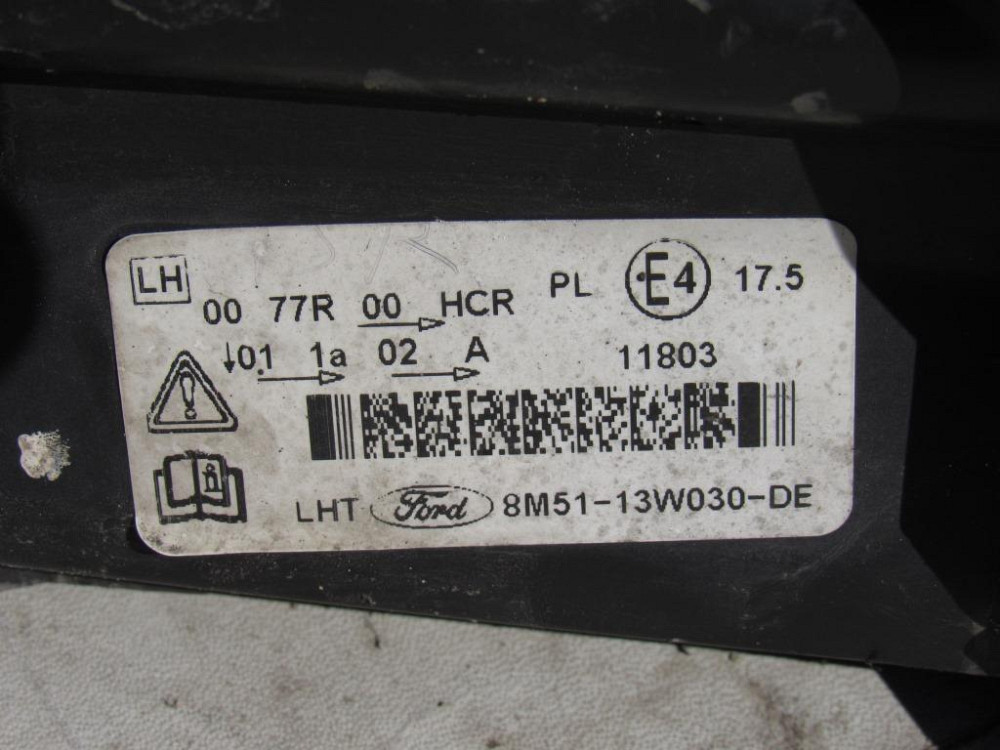 LH
00 77R 00 HCR PL E4 17.5
↓01 1a 02 A 11803
LHT Ford 8M51-13W030-DE